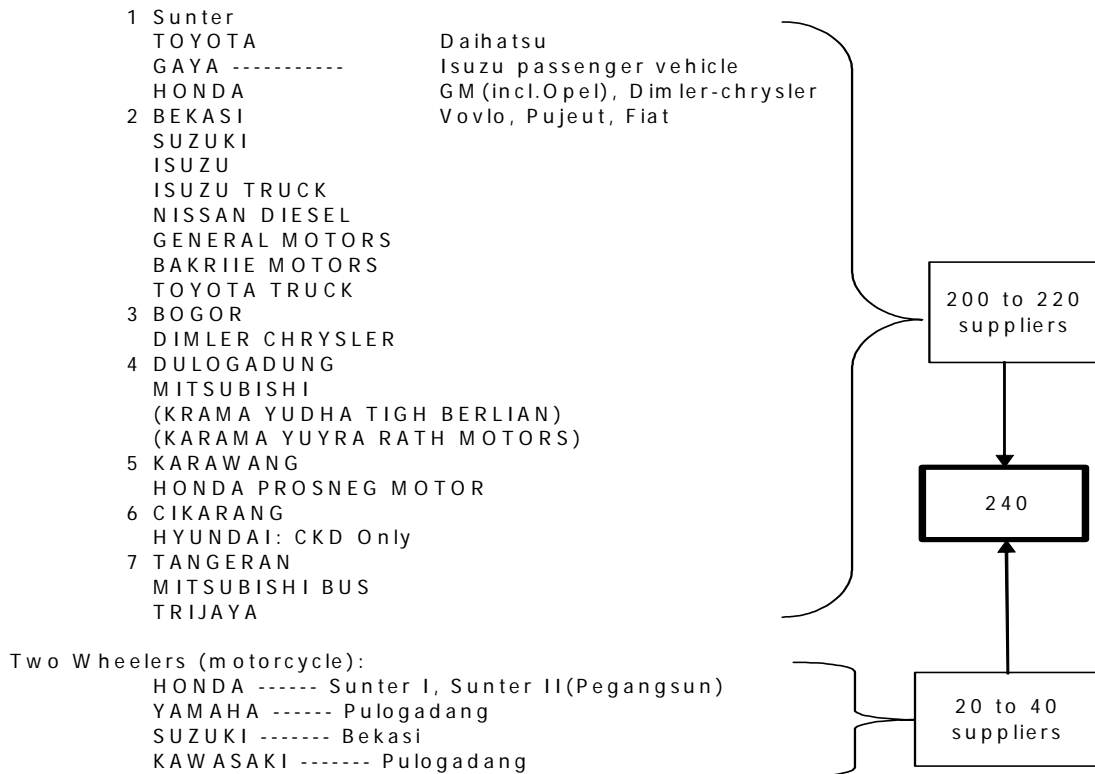 1 Sunter
TOYOTA Daihatsu
GAYA ----------- Isuzu passenger vehicle
HONDA GM(incl.Opel), Dimler-chrysler
2 BEKASI Vovlo, Pujeut, Fiat
SUZUKI
ISUZU
ISUZU TRUCK
NISSAN DIESEL
GENERAL MOTORS
BAKRIIE MOTORS
TOYOTA TRUCK
3 BOGOR
DIMLER CHRYSLER
4 DULOGADUNG
MITSUBISHI
(KRAMA YUDHA TIGH BERLIAN)
(KARAMA YUYRA RATH MOTORS)
5 KARAWANG
HONDA PROSNEG MOTOR
6 CIKARANG
HYUNDAI: CKD Only
7 TANGERAN
MITSUBISHI BUS
TRIJAYA
200 to 220
suppliers
240
Two Wheelers (motorcycle):
HONDA ------ Sunter I, Sunter II(Pegangsun)
YAMAHA ------ Pulogadang
SUZUKI ------- Bekasi
KAWASAKI ------- Pulogadang
20 to 40
suppliers